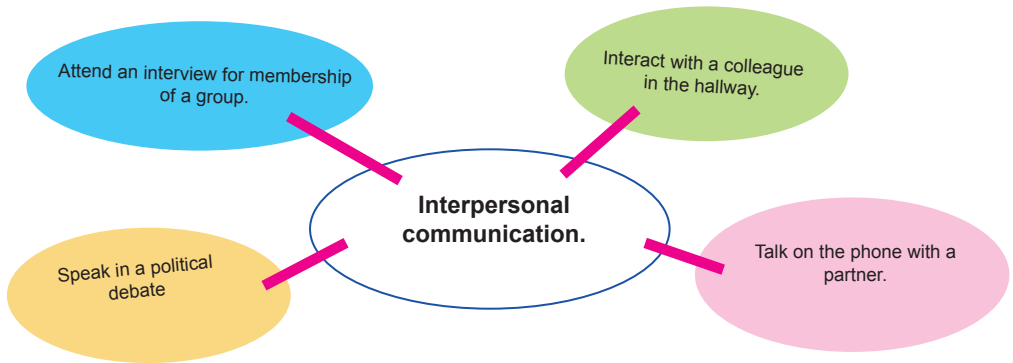 Attend an interview for membership
of a group.
Interact with a colleague
in the hallway.
Interpersonal
communication.
Speak in a political
debate
Talk on the phone with a
partner.